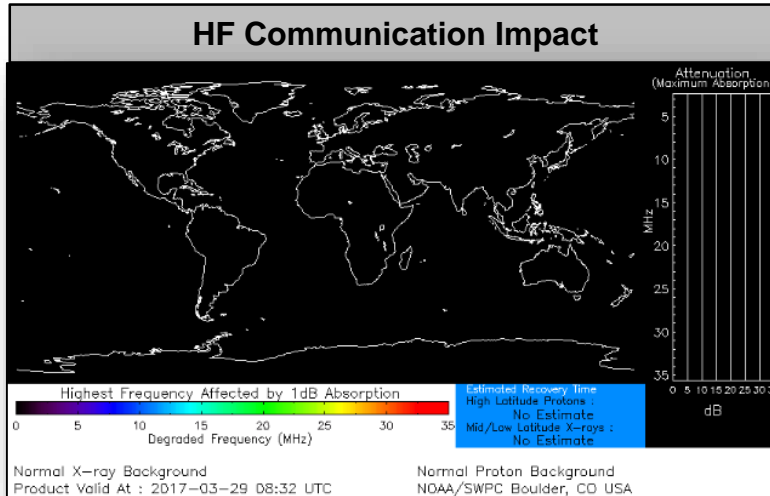 HF Communication Impact
Attenuation
(Maximum Absorption
5
10
15
20
25
30
35
MHz
0 5 10 15 20 25 30 3
dB
Highest Frequency Affected by 1dB Absorption
0 5 10 15 20 25 30 35
Degraded Frequency (MHz)
Estimated Recovery Time
High Latitude Protons :
No Estimate
Mid/Low Latitude X-rays :
No Estimate
Normal X-ray Background
Product Valid At : 2017-03-29 08:32 UTC
Normal Proton Background
NOAA/SWPC Boulder, CO USA